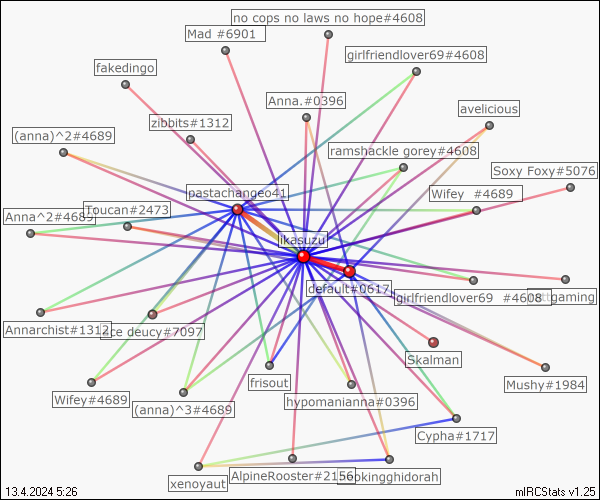 no cops no laws no hope#4608
Mad #6901
girlfriendlover69#4608
fakedingo
Anna.#0396
avelicious
zibbits#1312
(anna)^2#4689
ramshackle gorey#4608
Soxy Foxy#5076
pastachangeo41
Wifey #4689
Toucan#2473
Anna^2#4689
ikasuzu
default#0617
girlfriendlover69 #4608
gaming
Annarchist#1312
deucy#7097
Skalman
frisout
Mushy#1984
Wifey#4689
hypomanianna#0396
(anna)^3#4689
Cypha#1717
AlpineRooster#2156
okingghidorah
xenoyaut
13.4.2024 5:26
mIRCStats v1.25